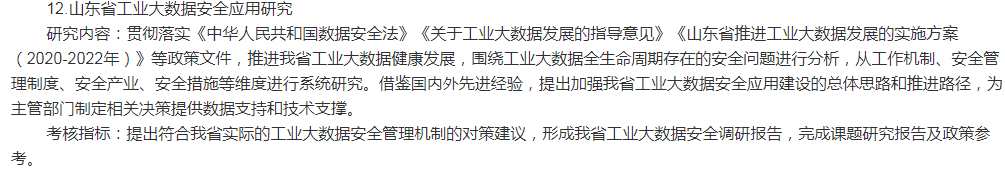 12.山东省工业大数据安全应用研究
研究内容：贯彻落实《中华人民共和国数据安全法》《关于工业大数据发展的指导意见》《山东省推进工业大数据发展的实施方案
（2020-2022年）》等政策文件，推进我省工业大数据健康发展，围绕工业大数据全生命周期存在的安全问题进行分析，从工作机制、安全管
理制度、安全产业、安全措施等维度进行系统研究。借鉴国内外先进经验，提出加强我省工业大数据安全应用建设的总体思路和推进路径，为
主管部门制定相关决策提供数据支持和技术支撑。
考核指标：提出符合我省实际的工业大数据安全管理机制的对策建议，形成我省工业大数据安全调研报告，完成课题研究报告及政策参
考。